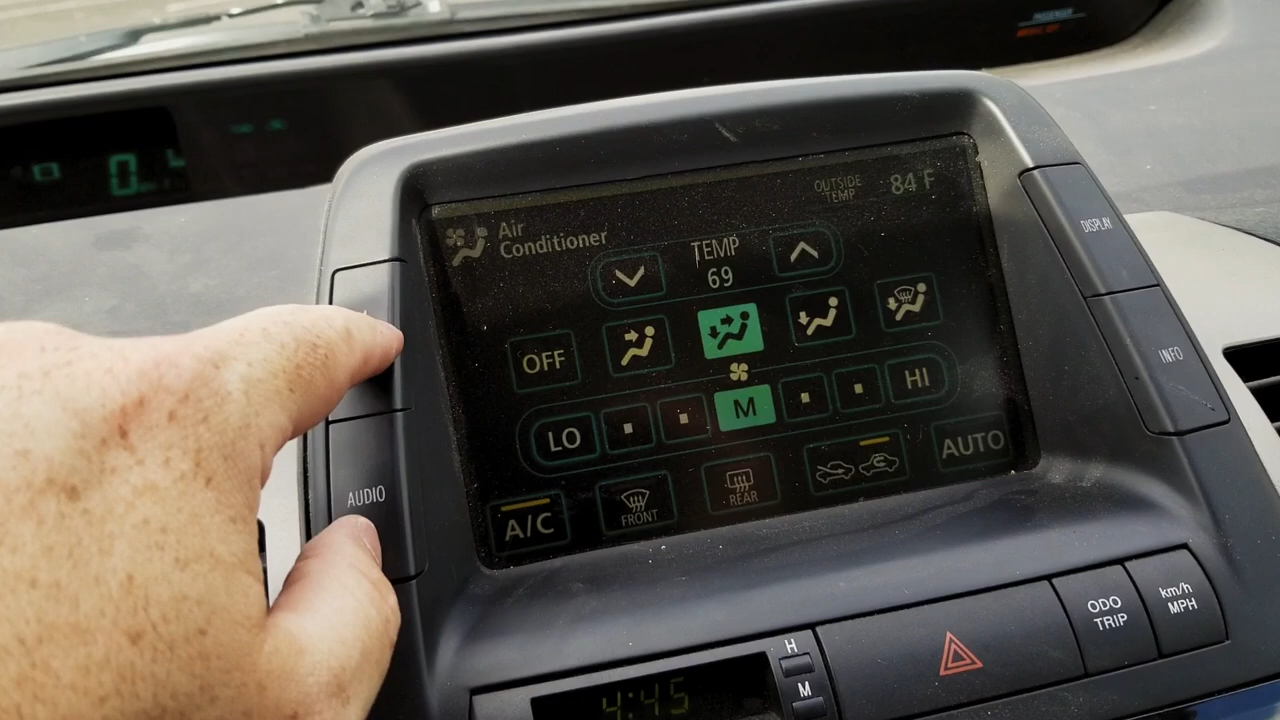 PASSENGER
OUTSIDE
TEMP
84°F
Air
Conditioner
TEMP
69
DISPLAY
OFF
INFO
LO
M
HI
AUDIO
A/C
FRONT
REAR
AUTO
ODO
TRIP
km/h
MPH
H
M
4:45